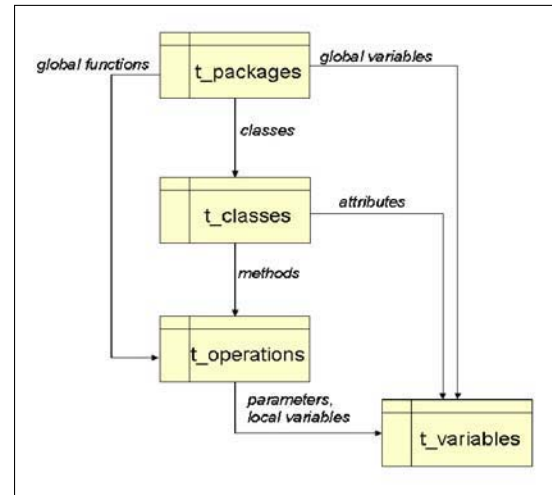 global functions
t_packages
global variables
classes
t_classes
attributes
methods
t_operations
parameters,
local variables
t_variables